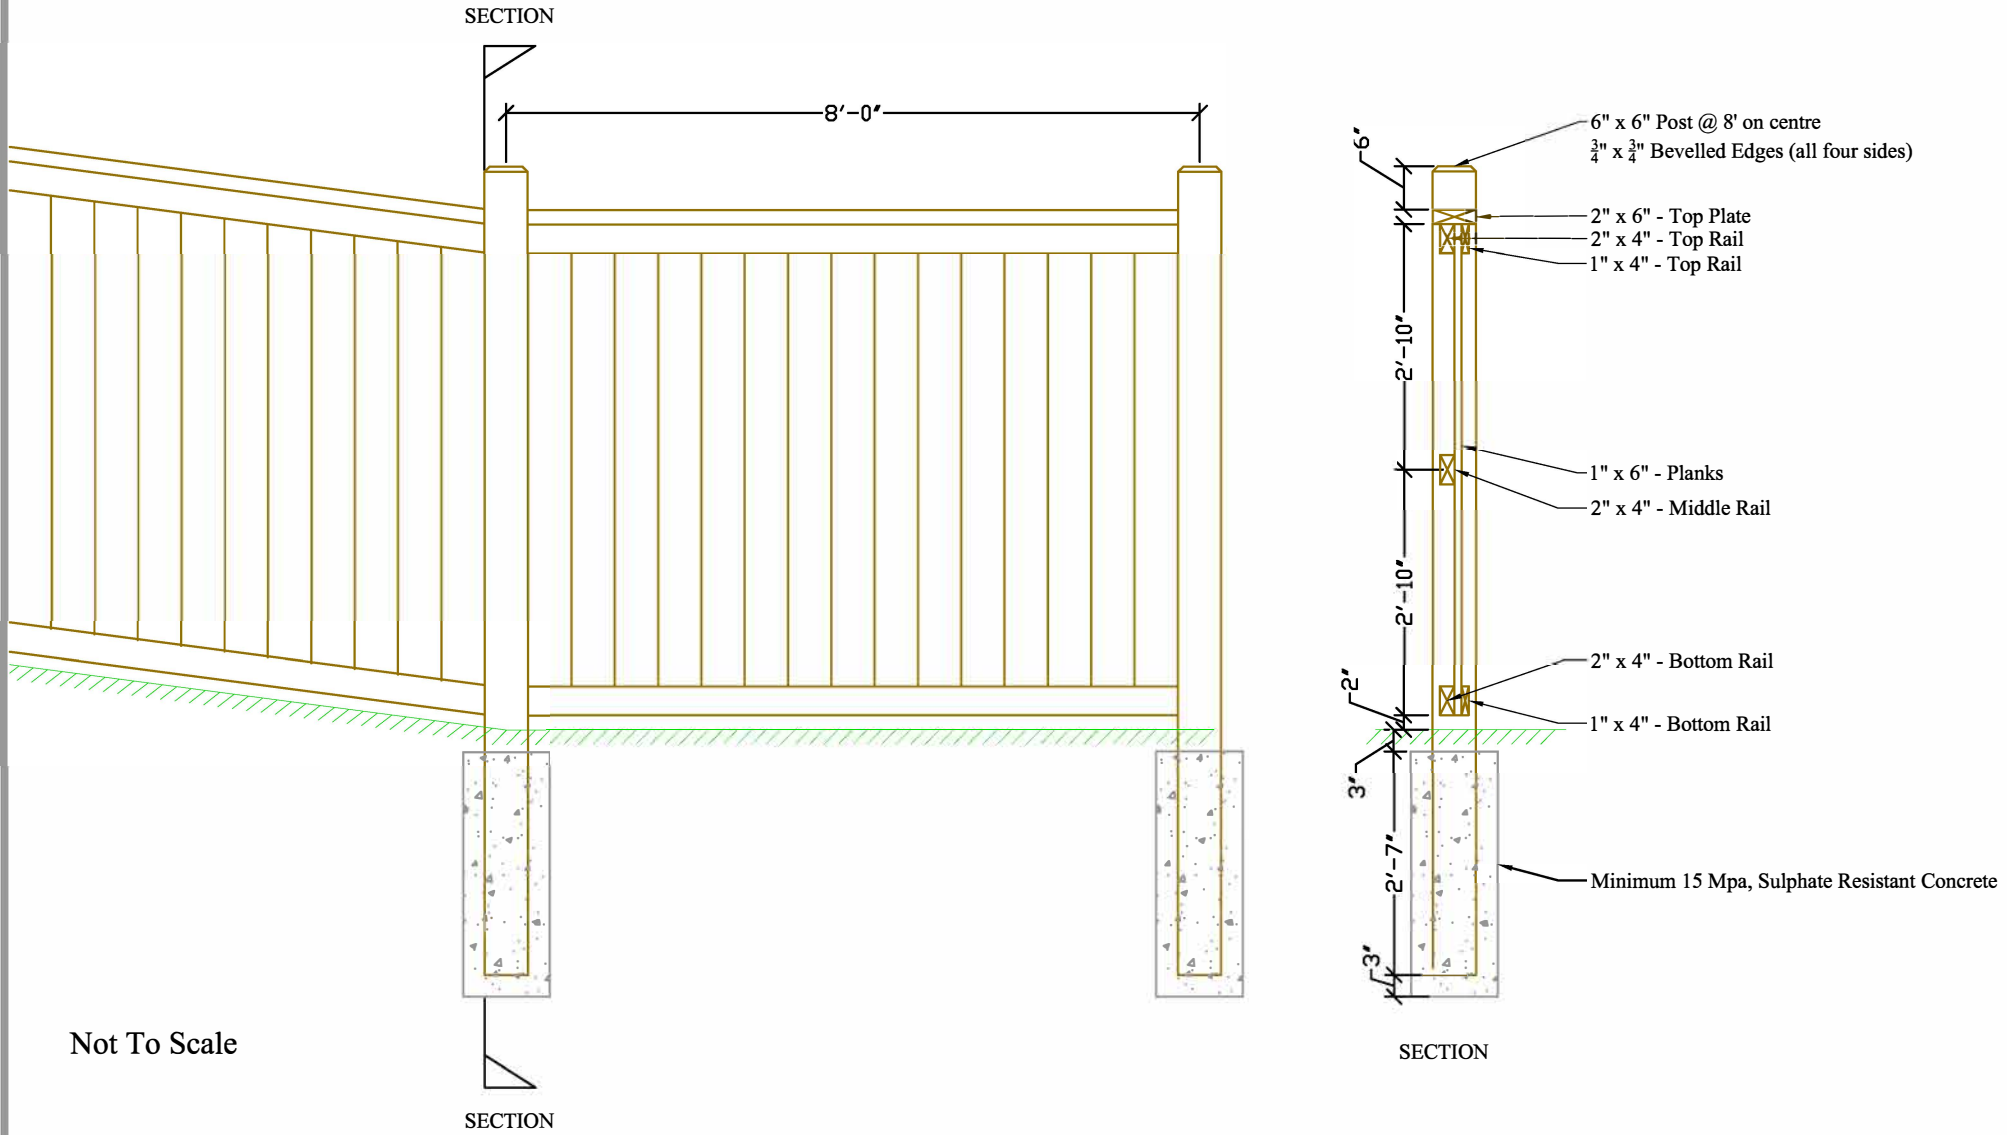 SECTION
8'-0"
6"
6" x 6" Post @ 8' on centre
3/4" x 3/4" Bevelled Edges (all four sides)
2" x 6" - Top Plate
2" x 4" - Top Rail
1" x 4" - Top Rail
2'-10"
1" x 6" - Planks
2" x 4" - Middle Rail
2'-10"
2" x 4" - Bottom Rail
2"
1" x 4" - Bottom Rail
3"
2'-7"
Minimum 15 Mpa, Sulphate Resistant Concrete
3"
Not To Scale
SECTION
SECTION